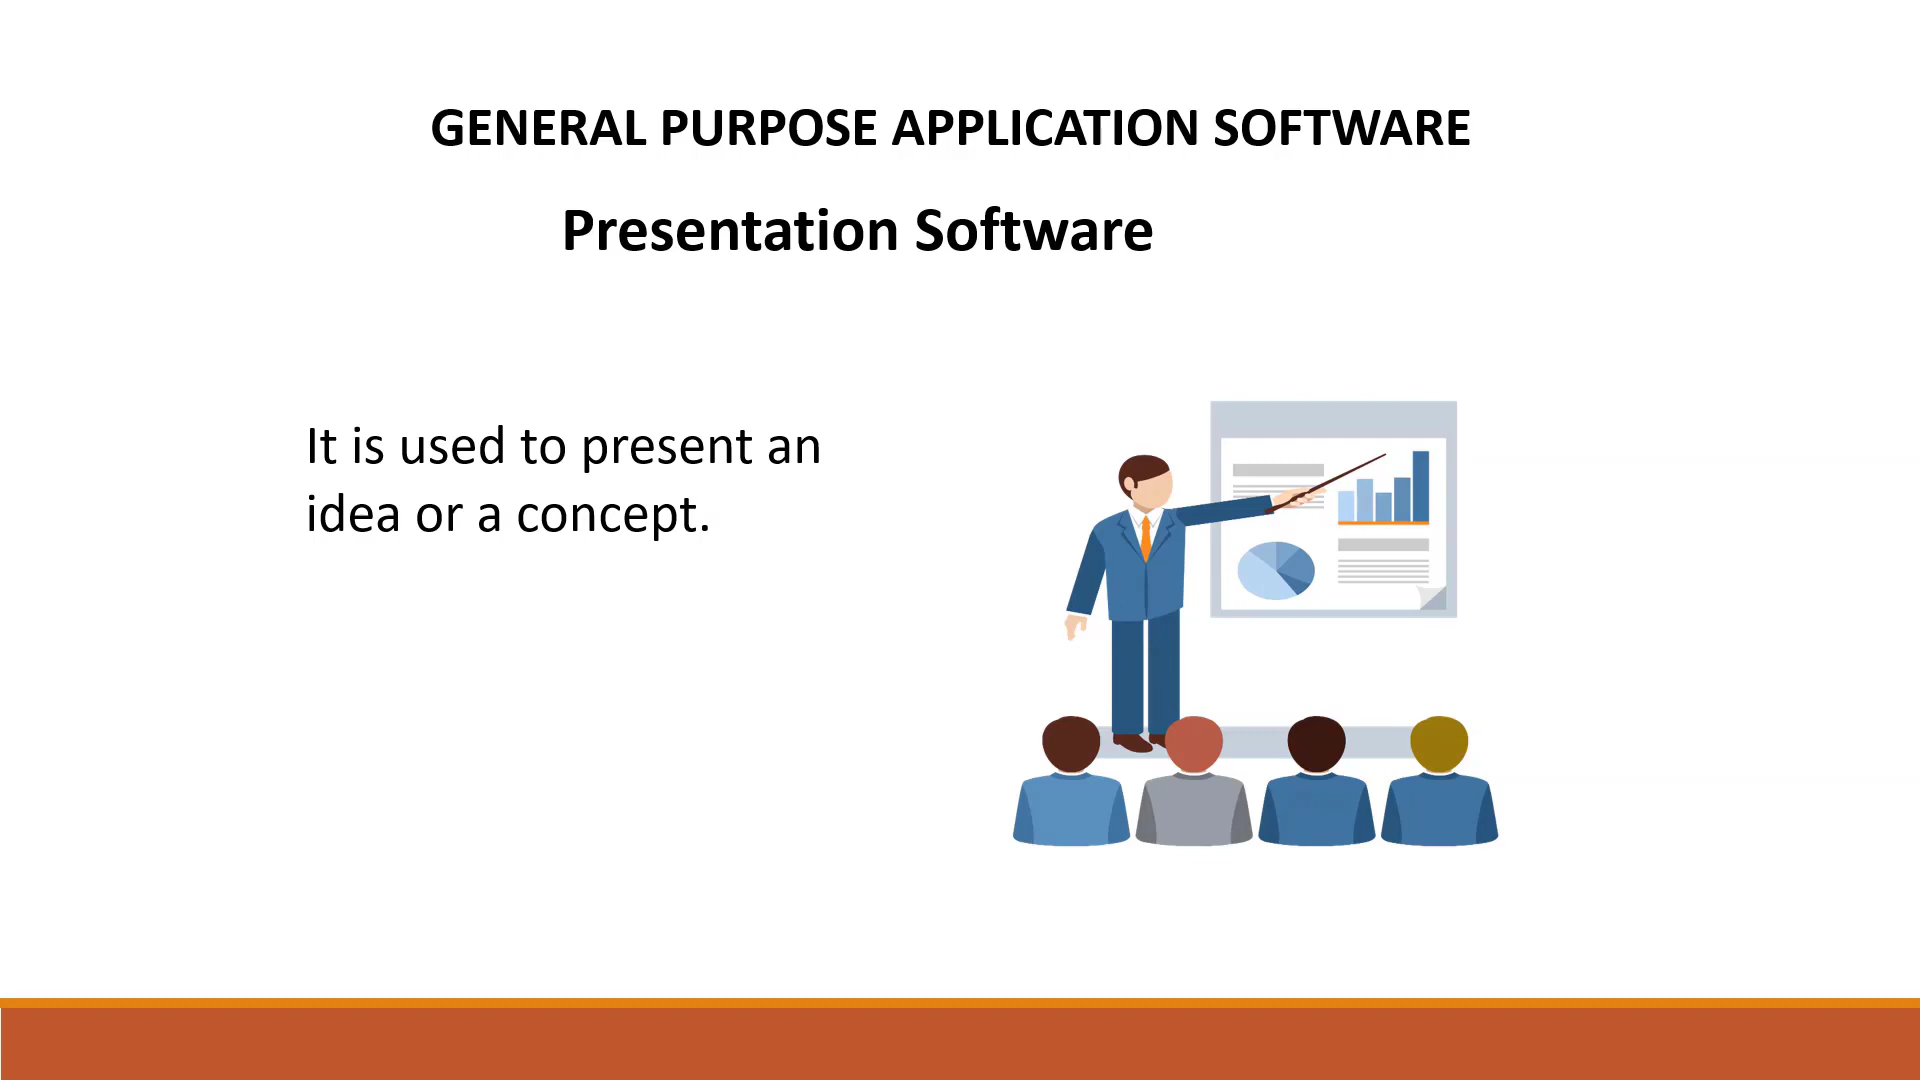 GENERAL PURPOSE APPLICATION SOFTWARE
Presentation Software
It is used to present an
idea or a concept.